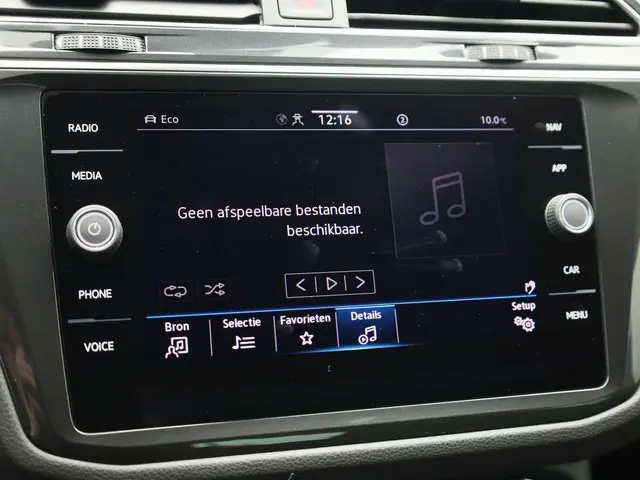 RADIO
MEDIA
PHONE
VOICE
Eco
12:16
2
10.0°C
Geen afspeelbare bestanden
beschikbaar.
Bron
Selectie
Favorieten
Details
Setup
NAV
APP
CAR
MENU